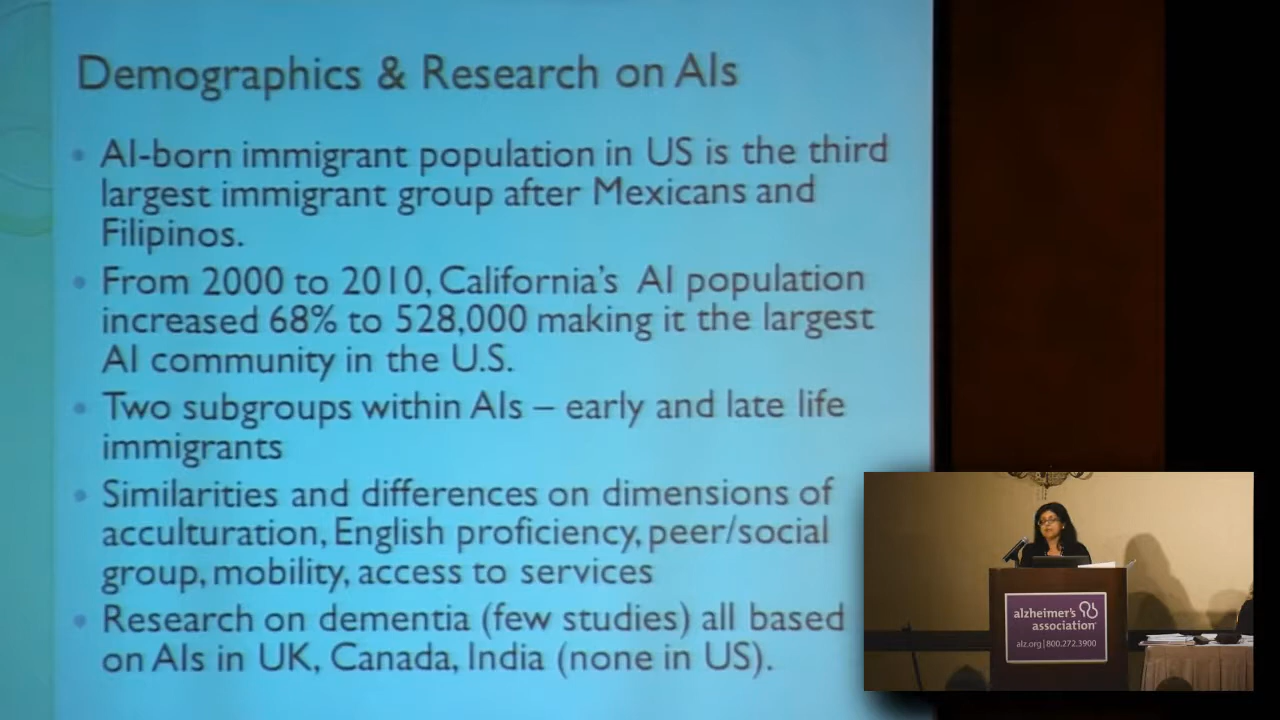 Demographics & Research on AIs
• AI-born immigrant population in US is the third
largest immigrant group after Mexicans and
Filipinos.
• From 2000 to 2010, California's AI population
increased 68% to 528,000 making it the largest
AI community in the U.S.
• Two subgroups within AIs – early and late life
immigrants
• Similarities and differences on dimensions of
acculturation, English proficiency, peer/social
group, mobility, access to services
• Research on dementia (few studies) all based
on AIs in UK, Canada, India (none in US).
alzheimer's
association
alz.org | 800.272.3900